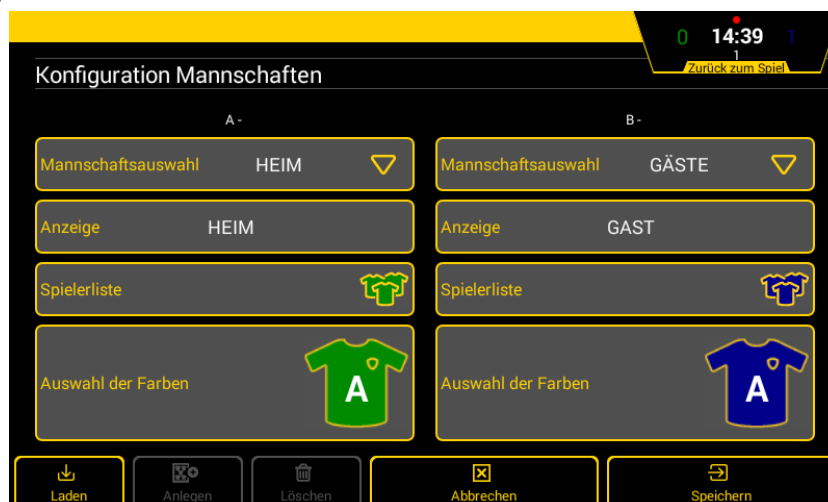 0 14:39 1
1
Zurück zum Spiel
Konfiguration Mannschaften
A -
B -
Mannschaftsauswahl HEIM
Mannschaftsauswahl GÄSTE
Anzeige HEIM
Anzeige GAST
Spielerliste
Spielerliste
Auswahl der Farben A
Auswahl der Farben A
Laden
Anlegen
Löschen
Abbrechen
Speichern